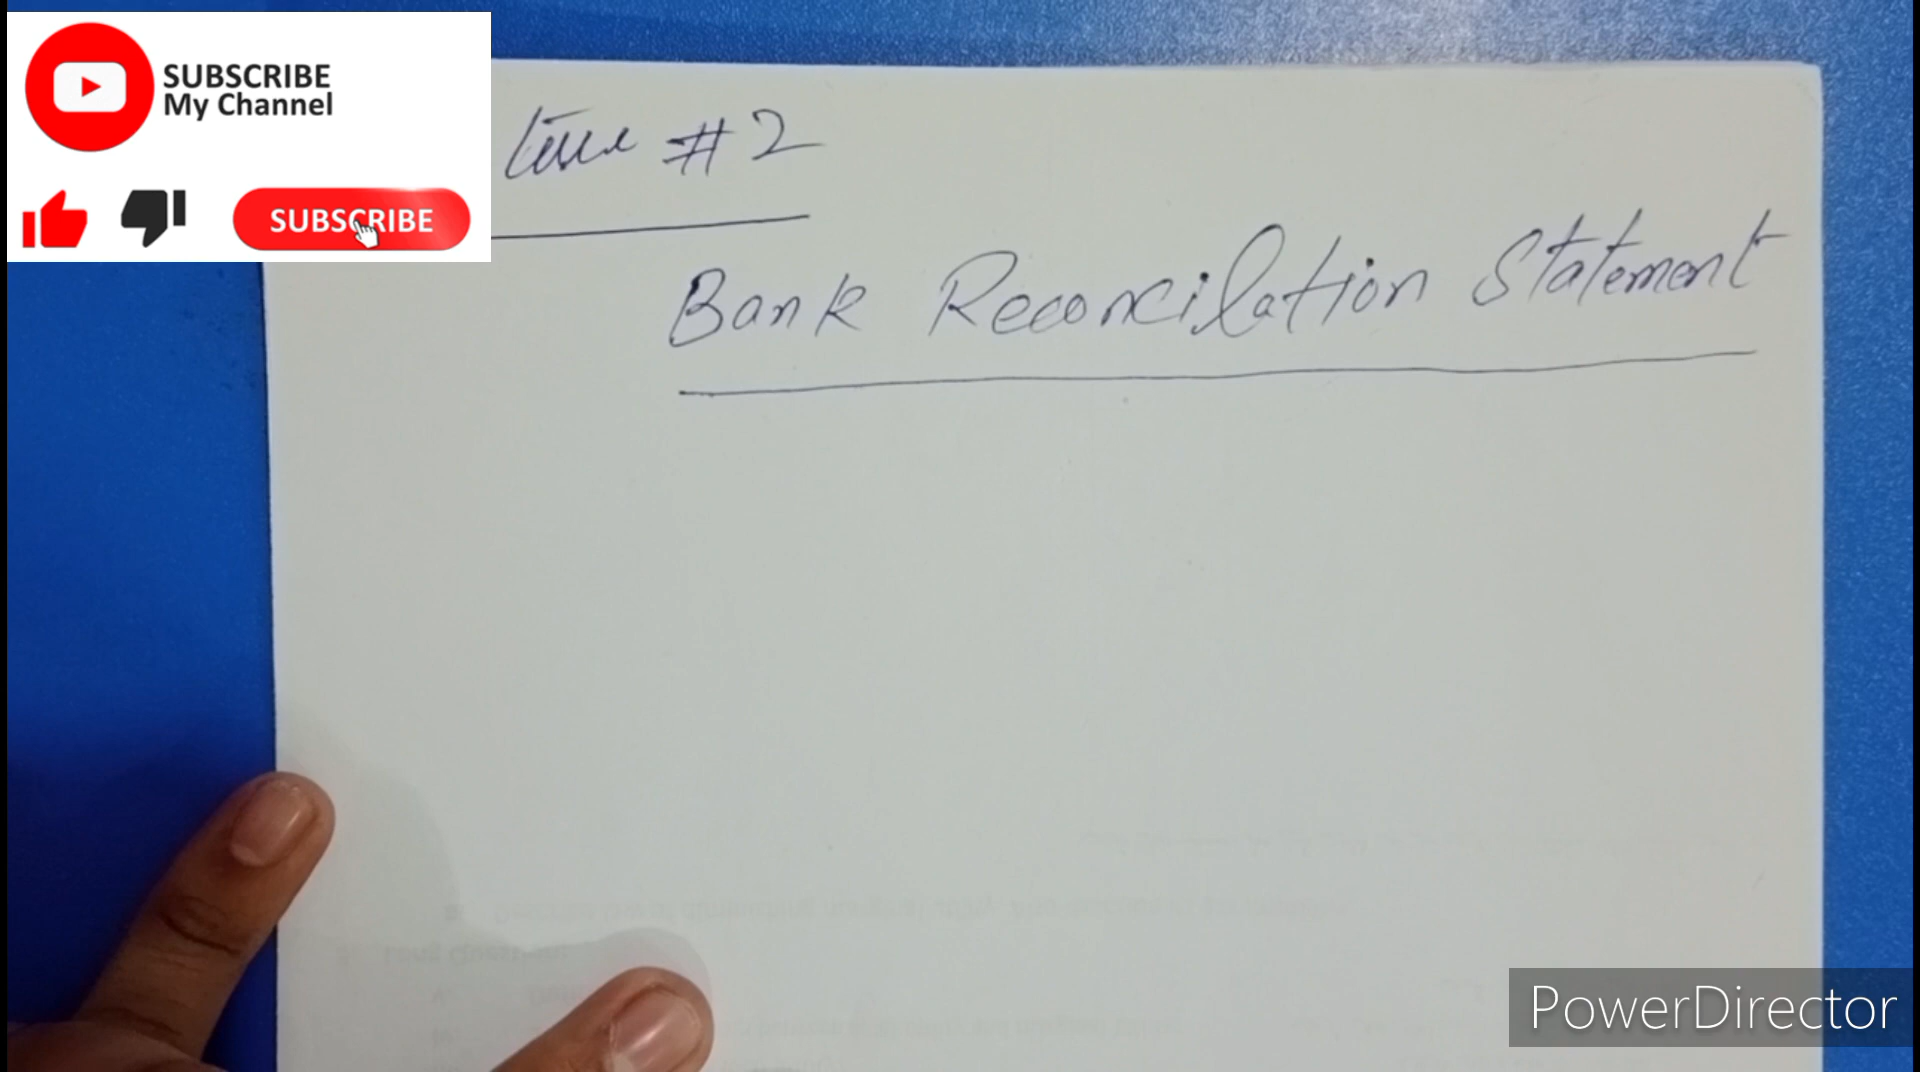 SUBSCRIBE
My Channel
SUBSCRIBE
#2
Bank Reconcilation Statement
PowerDirector